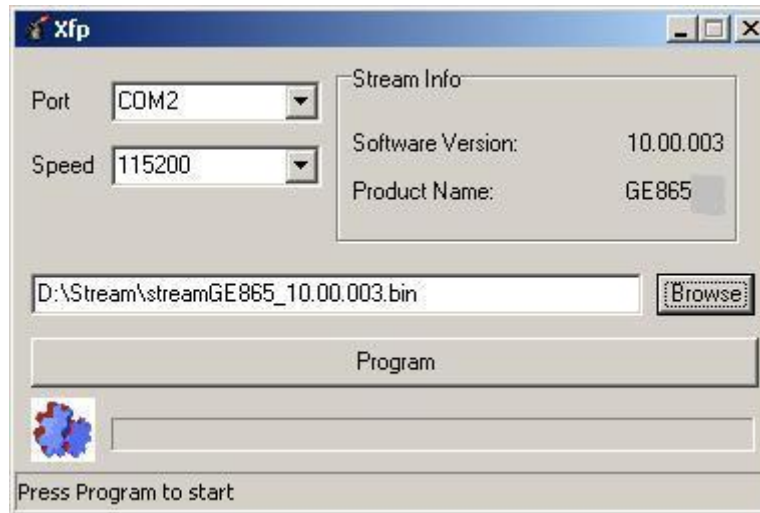 Xfp
Port COM2
Speed 115200
Stream Info
Software Version: 10.00.003
Product Name: GE865
D:\Stream\streamGE865_10.00.003.bin Browse
Program
Press Program to start